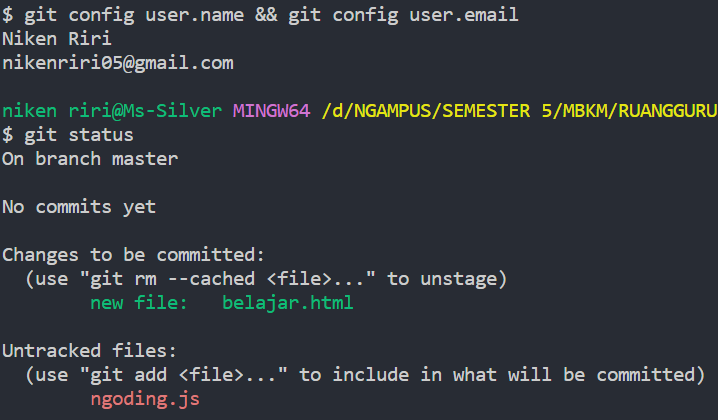 $ git config user.name && git config user.email
Niken Riri
nikenriri05@gmail.com
niken riri@Ms-Silver MINGW64 /d/NGAMPUS/SEMESTER 5/MBKM/RUANGGURU
$ git status
On branch master
No commits yet
Changes to be committed:
(use "git rm --cached <file>..." to unstage)
new file: belajar.html
Untracked files:
(use "git add <file>..." to include in what will be committed)
ngoding.js